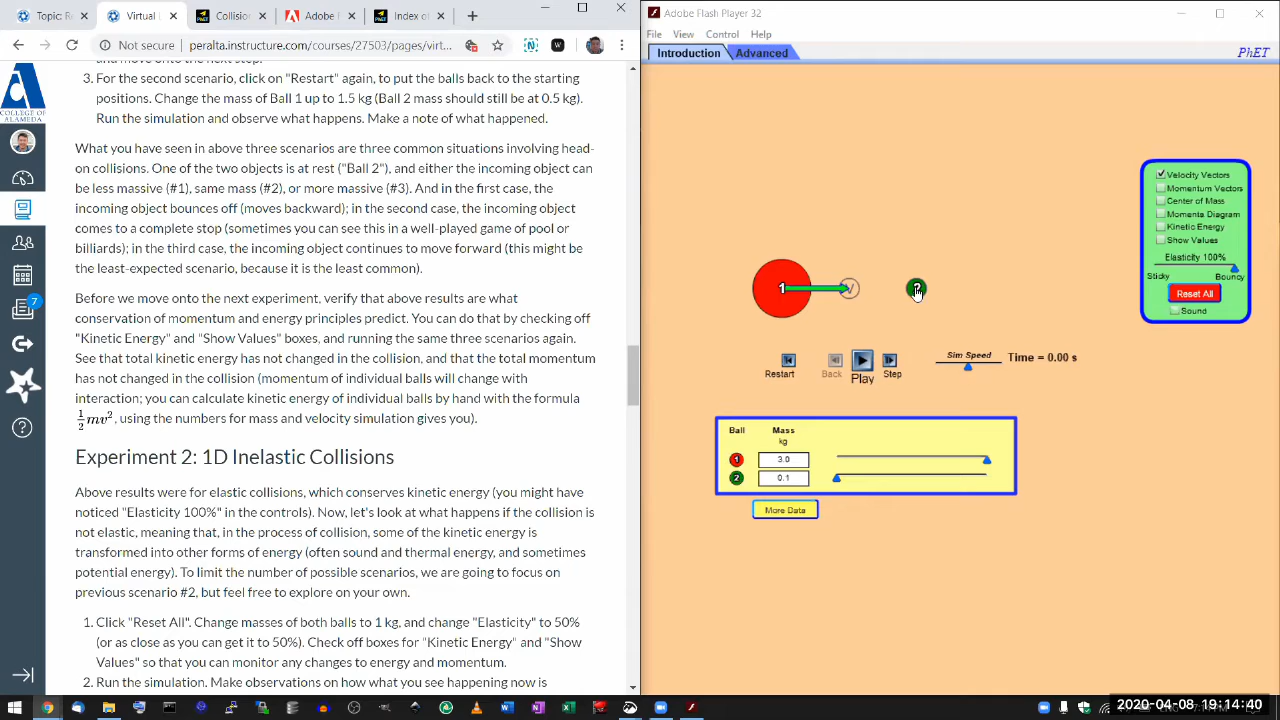 Topic Re
Virtual L
Collision
Adobe F
Index of
Not secure
peralta.instructure.com/courses/27503/pages/virt...
COLLEGE OF
ALAMEDA
7
3. For the second scenario, click on "Restart" again, to put the balls back to the starting
positions. Change the mass of Ball 1 up to 1.5 kg (Ball 2 mass should still be at 0.5 kg).
Run the simulation and observe what happens. Make a note of what happened.
What you have seen in above three scenarios are three common situations involving head-
on collisions. One of the two objects is at rest ("Ball 2"), and either the incoming object can
be less massive (#1), same mass (#2), or more massive (#3). And in the first case, the
incoming object bounces off (moves backward); in the second case, the incoming object
comes to a complete stop (sometimes you can see this in a well-played game of pool or
billiards); in the third case, the incoming object continues to move forward (this might be
the least-expected scenario, because it is the least common).
Before we move onto the next experiment, verify that above results are what
conservation of momentum and energy principles predict. You can do this by checking off
"Kinetic Energy" and "Show Values" boxes and running the same three scenarios again.
See that total kinetic energy has not changed in the collision, and that the total momentum
has not changed in the collision (momentum of individual balls will change with
interaction; you can calculate kinetic energy of individual balls by hand with the formula
½mv², using the numbers for mass and velocity simulation gives you).
Experiment 2: 1D Inelastic Collisions
Above results were for elastic collisions, which conserves kinetic energy (you might have
noticed "Elasticity 100%" in the controls). Now, let's look at what happens if the collision is
not elastic, meaning that, in the process of collision, some of the kinetic energy is
transformed into other forms of energy (often sound and thermal energy, and sometimes
potential energy). To limit the number of possible scenarios, we are going to focus on
previous scenario #2, but feel free to explore on your own.
1. Click "Reset All". Change masses of both balls to 1 kg, and change "Elasticity" to 50%
(or as close as you can get it to 50%). Check off boxes for "Kinetic Energy" and "Show
Values" so that you can monitor any changes to energy and momentum.
2. Run the simulation. Make observations on how what you see happening now is
Adobe Flash Player 32
File View Control Help
Introduction Advanced
PhET
Velocity Vectors
Momentum Vectors
Center of Mass
Momenta Diagram
Kinetic Energy
Show Values
Elasticity 100%
Sticky Bouncy
Reset All
Sound
1 V 2
Restart Back Play Step
Sim Speed
Time = 0.00 s
Ball Mass
kg
1 3.0
2 0.1
More Data
2020-04-08 19:14:40